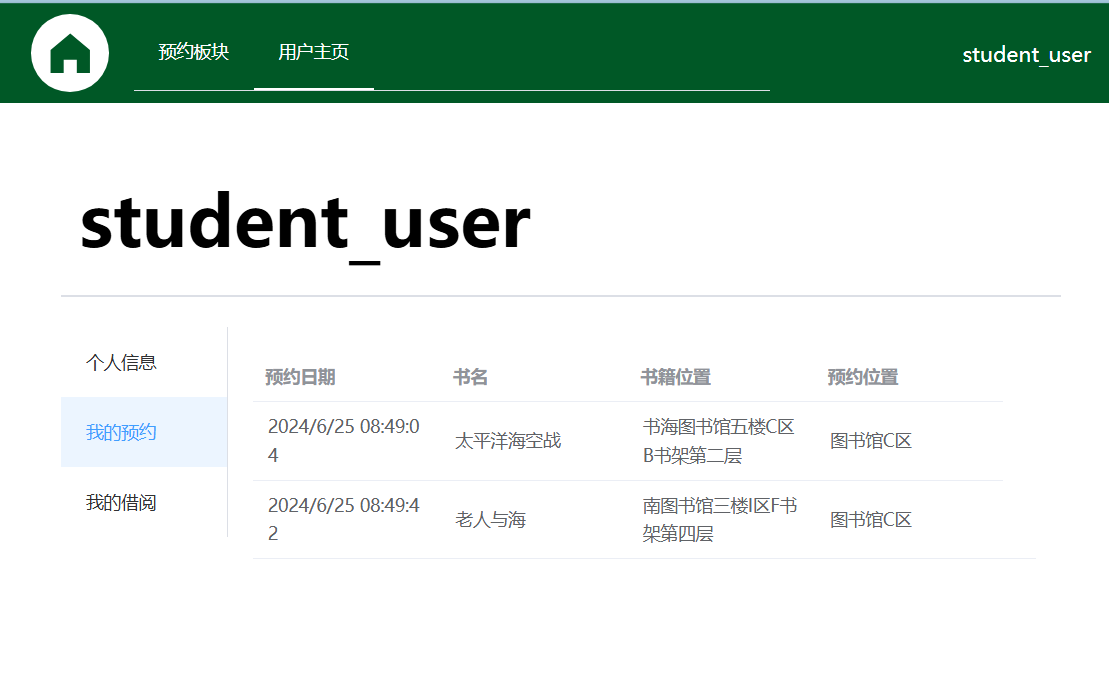 预约板块 用户主页 student_user
student_user
个人信息
我的预约
我的借阅
预约日期 书名 书籍位置 预约位置
2024/6/25 08:49:0
4
太平洋海空战
书海图书馆五楼C区
B书架第二层
图书馆C区
2024/6/25 08:49:4
2
老人与海
南图书馆三楼I区F书
架第四层
图书馆C区